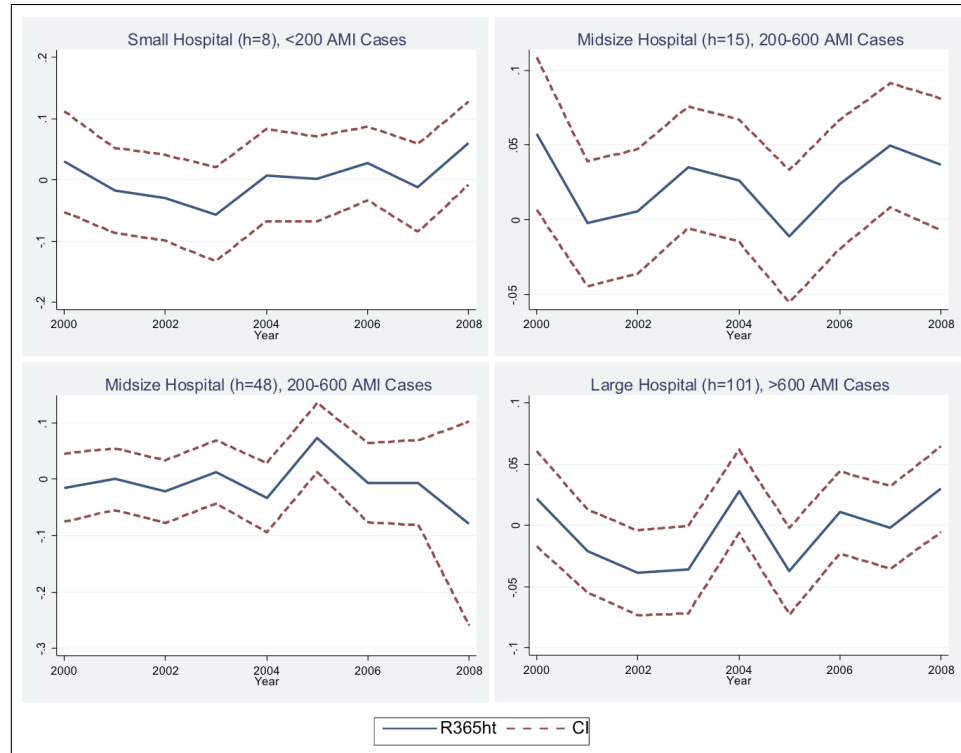 Small Hospital (h=8), <200 AMI Cases
.2
.1
0
-.1
-.2
2000 2002 2004 2006 2008
Year
Midsize Hospital (h=15), 200-600 AMI Cases
.1
.05
0
-.05
2000 2002 2004 2006 2008
Year
Midsize Hospital (h=48), 200-600 AMI Cases
.1
0
-.1
-.2
-.3
2000 2002 2004 2006 2008
Year
Large Hospital (h=101), >600 AMI Cases
.1
.05
0
-.05
-.1
2000 2002 2004 2006 2008
Year
R365ht CI